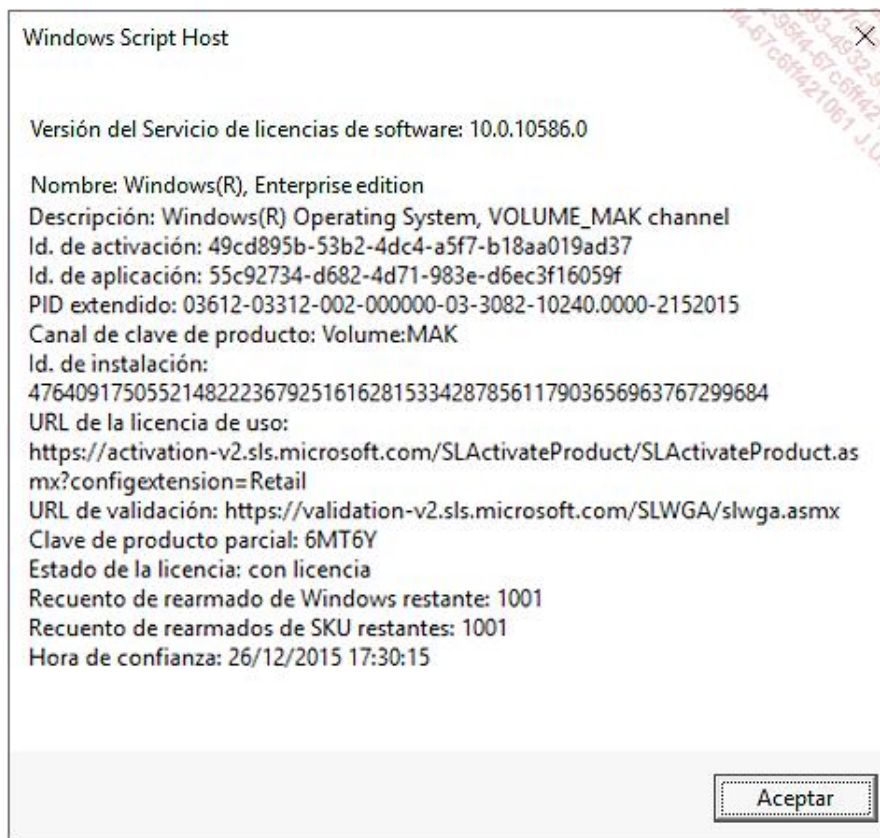 Windows Script Host
Versión del Servicio de licencias de software: 10.0.10586.0
Nombre: Windows(R), Enterprise edition
Descripción: Windows(R) Operating System, VOLUME_MAK channel
Id. de activación: 49cd895b-53b2-4dc4-a5f7-b18aa019ad37
Id. de aplicación: 55c92734-d682-4d71-983e-d6ec3f16059f
PID extendido: 03612-03312-002-000000-03-3082-10240.0000-2152015
Canal de clave de producto: Volume:MAK
Id. de instalación:
476409175055214822236792516162815334287856117903656963767299684
URL de la licencia de uso:
https://activation-v2.sls.microsoft.com/SLActivateProduct/SLActivateProduct.as
mx?configextension=Retail
URL de validación: https://validation-v2.sls.microsoft.com/SLWGA/slwga.asmx
Clave de producto parcial: 6MT6Y
Estado de la licencia: con licencia
Recuento de rearmado de Windows restante: 1001
Recuento de rearmados de SKU restantes: 1001
Hora de confianza: 26/12/2015 17:30:15
Aceptar